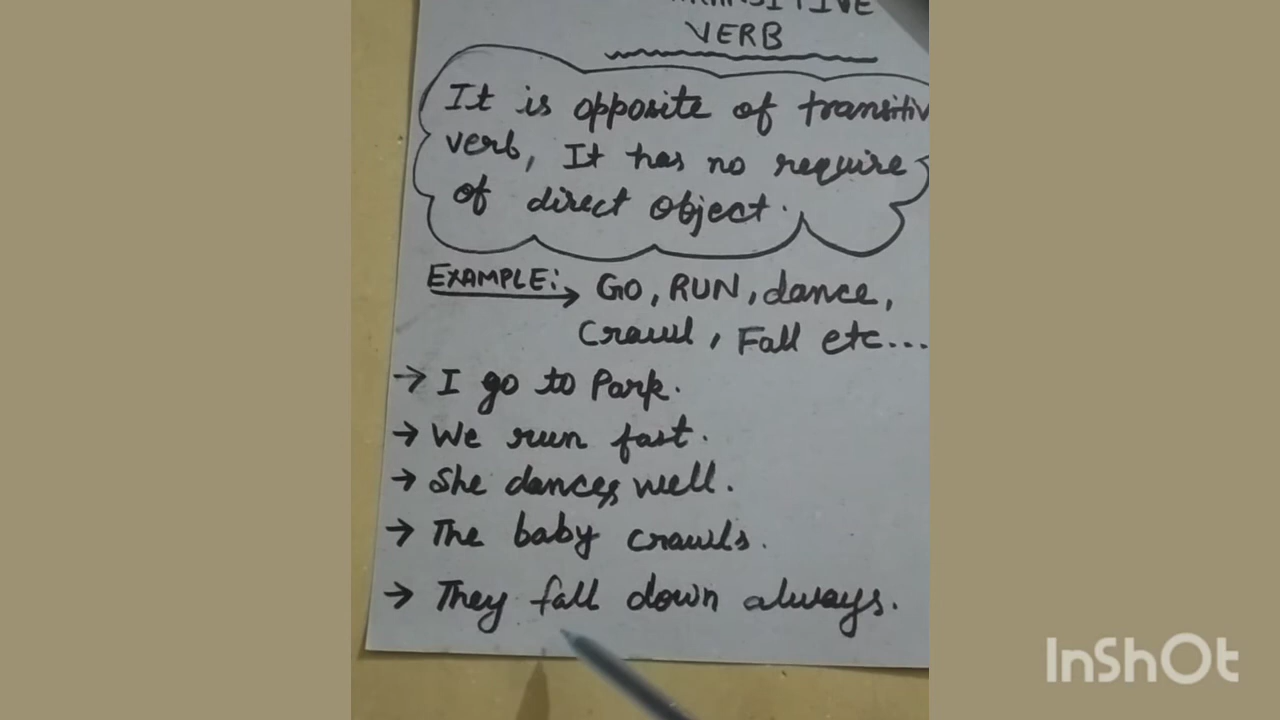 VERB
It is opposite of transitiv
verb, It has no require
of direct object.
EXAMPLE: → GO, RUN, dance,
Crawl, Fall etc...
→ I go to Park.
→ We run fast.
→ She dances well.
→ The baby crawls.
→ They fall down always.
InShOt